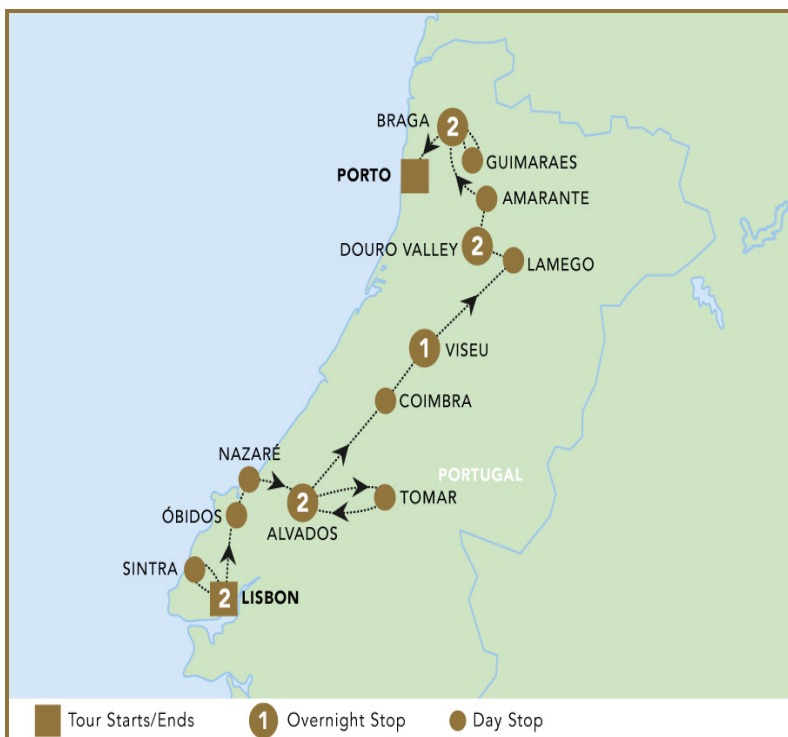 BRAGA
2
GUIMARAES
PORTO
AMARANTE
DOURO VALLEY
2
LAMEGO
1
VISEU
COIMBRA
NAZARÉ
PORTUGAL
2
TOMAR
ÓBIDOS
ALVADOS
SINTRA
2
LISBON
Tour Starts/Ends
1
Overnight Stop
Day Stop